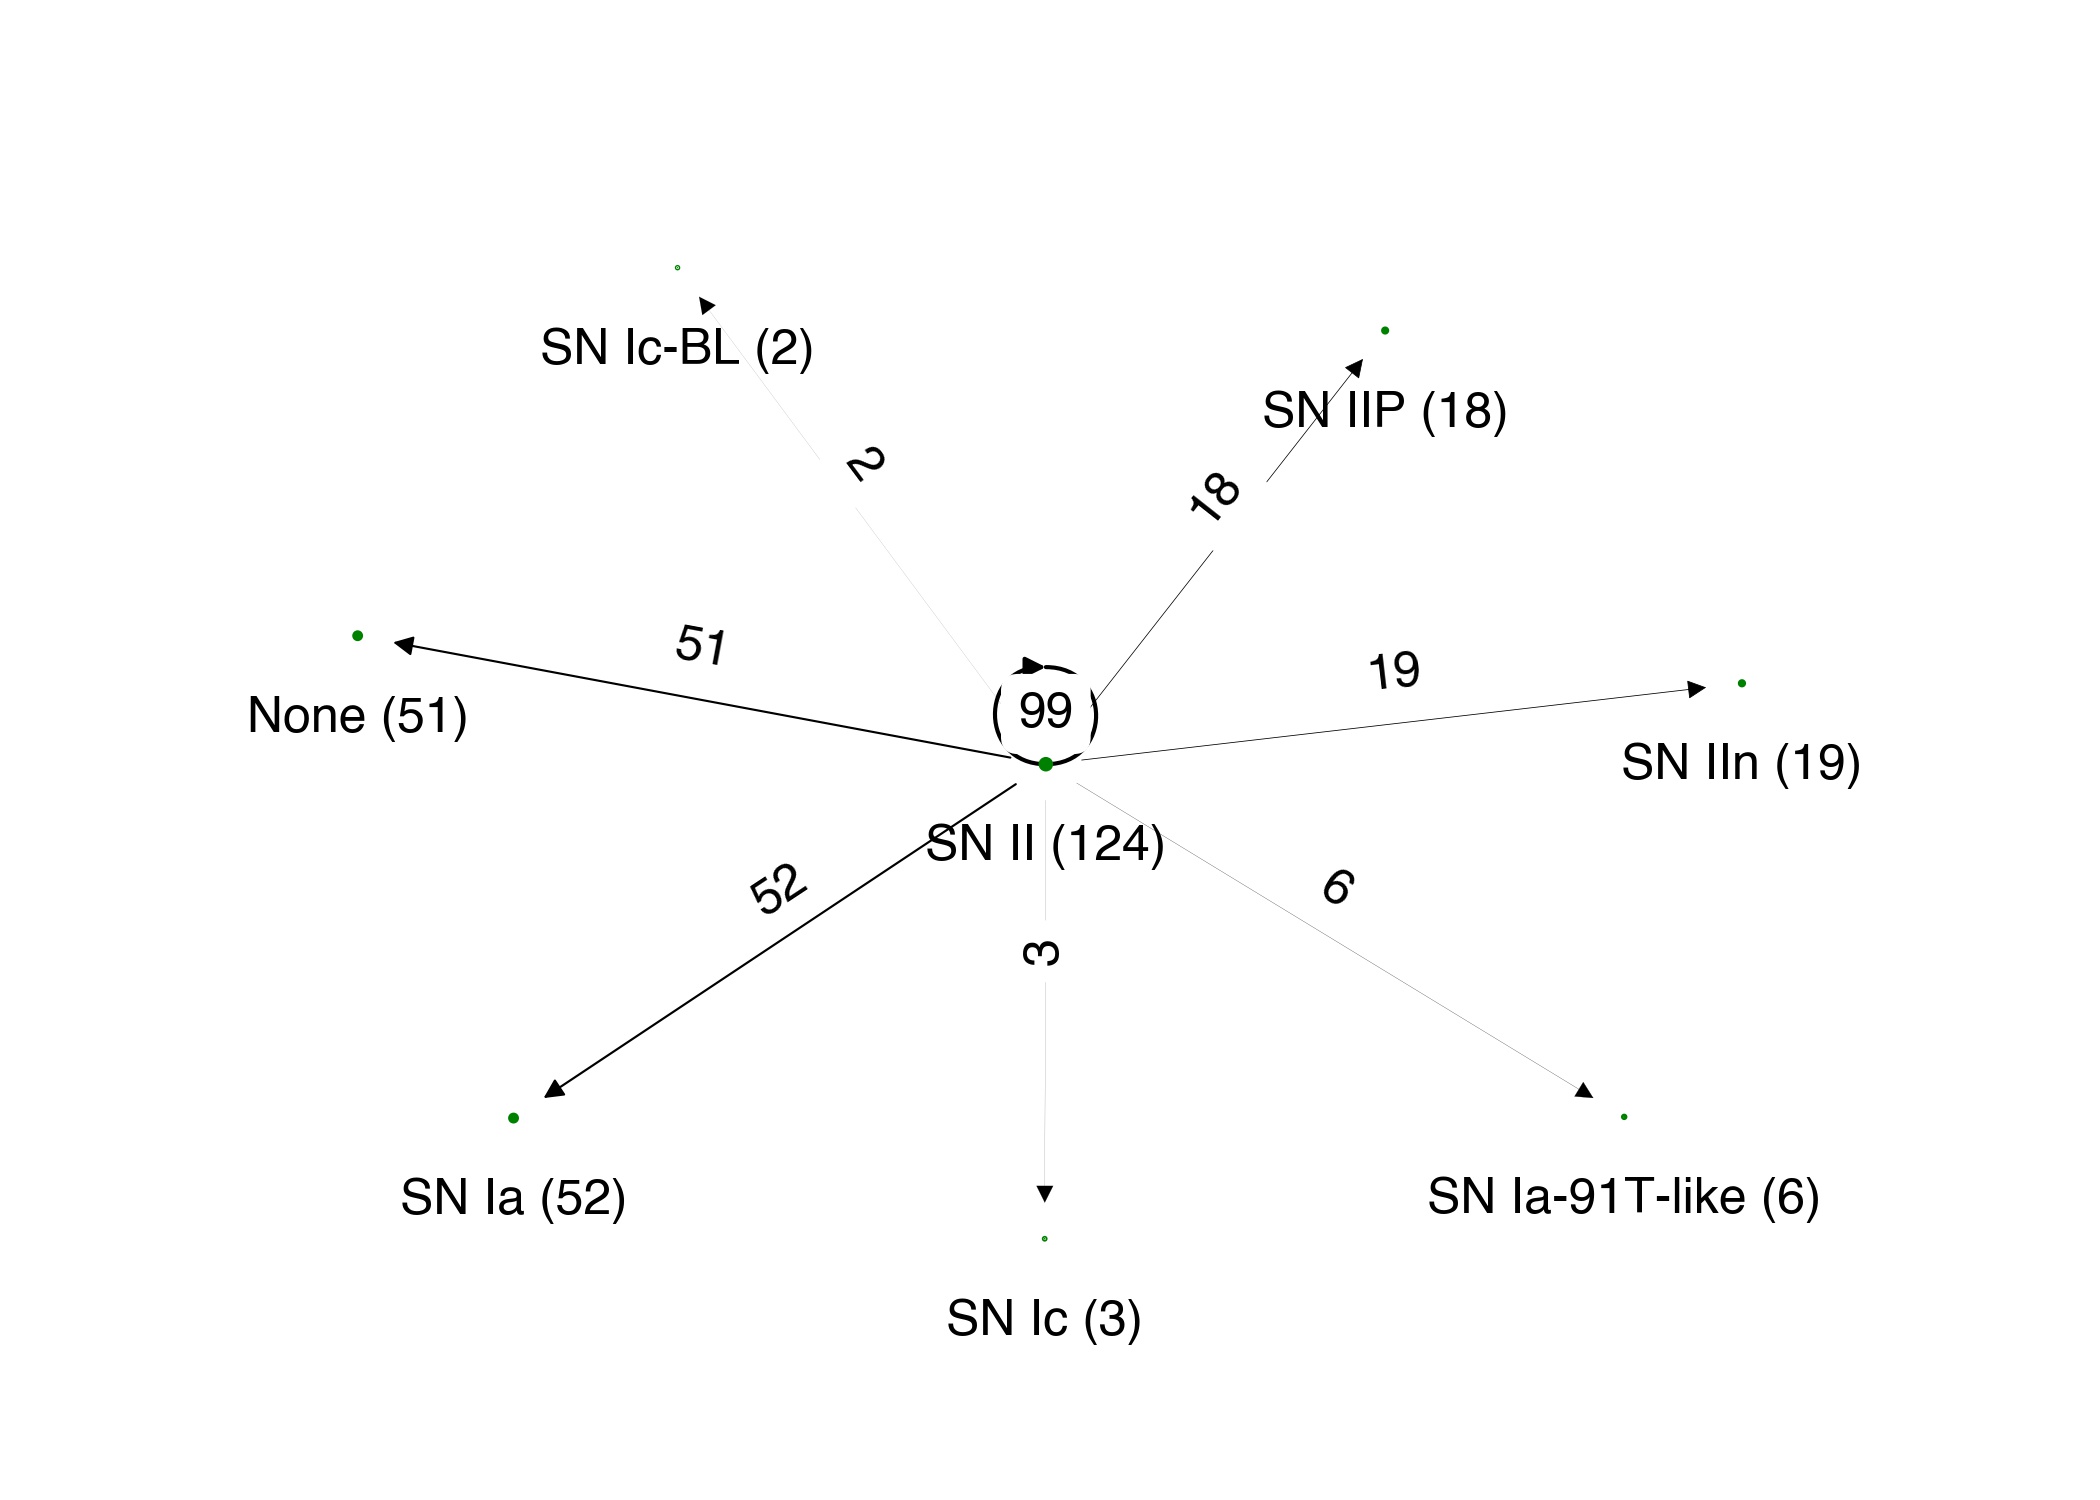 SN Ic-BL (2)
SN IIP (18)
2
18
51
19
None (51)
99
SN IIn (19)
SN II (124)
52
6
3
SN Ia (52)
SN Ia-91T-like (6)
SN Ic (3)